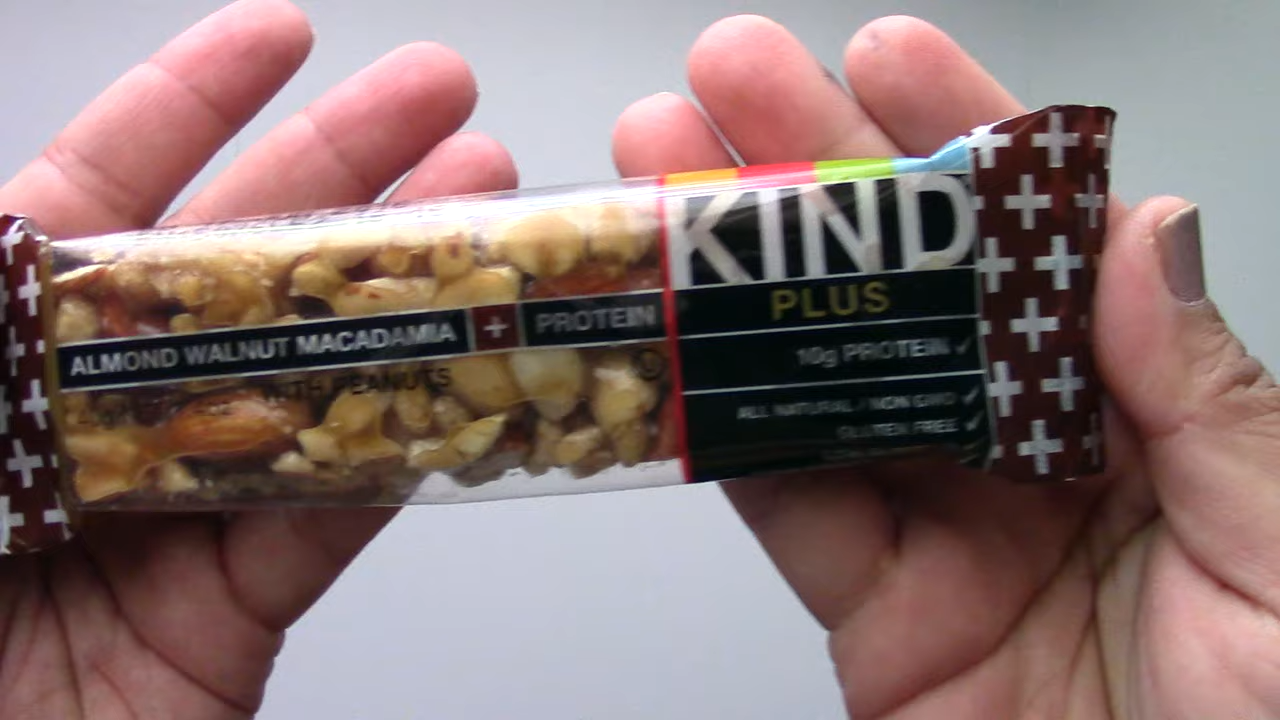 KIND
PLUS
ALMOND WALNUT MACADAMIA + PROTEIN
WITH PEANUTS
10g PROTEIN ✓
ALL NATURAL / NON GMO ✓
GLUTEN FREE ✓